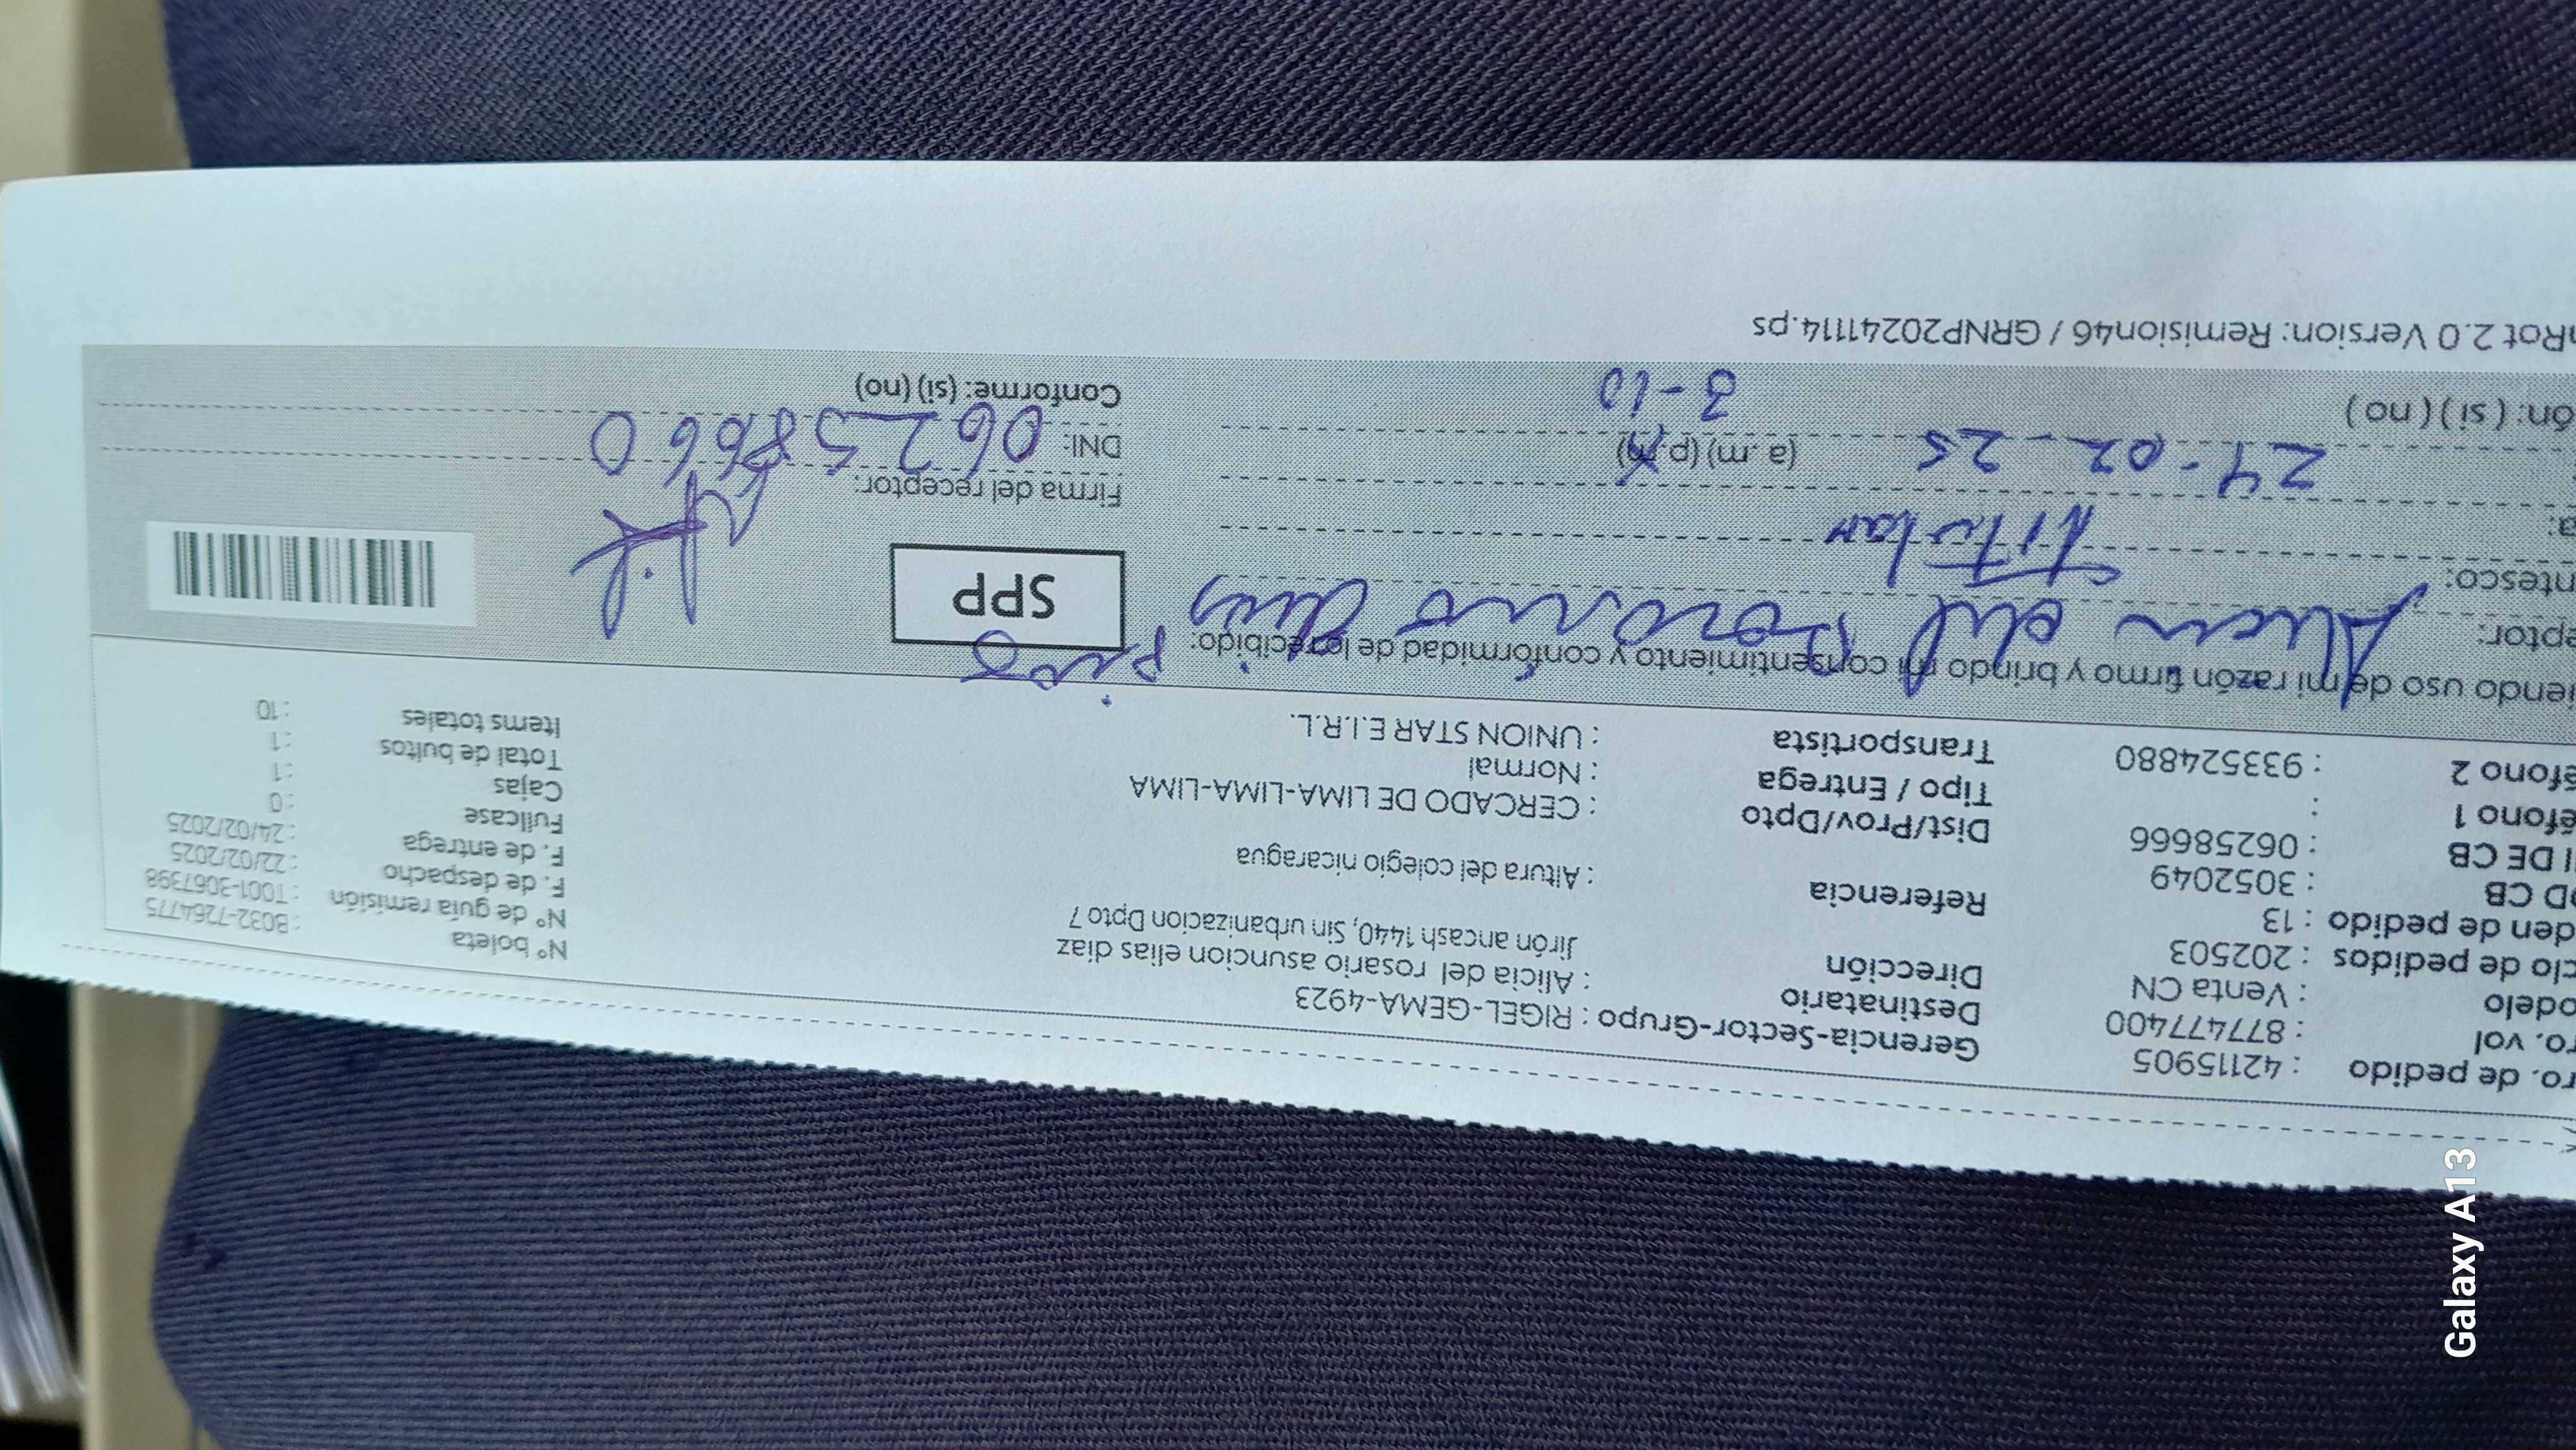 ro. de pedido : 42115905
ro. vol : 877477400
odelo : Venta CN
clo de pedidos : 202503
den de pedido : 13
OD CB : 3052049
I DE CB : 06258666
éfono 1 :
éfono 2 : 933524880
Gerencia-Sector-Grupo : RIGEL-GEMA-4923
Destinatario : Alicia del rosario asuncion elias diaz
Dirección Jirón ancash 1440, Sin urbanizacion Dpto 7
Referencia : Altura del colegio nicaragua
Dist/Prov/Dpto : CERCADO DE LIMA-LIMA-LIMA
Tipo / Entrega : Normal
Transportista : UNION STAR E.I.R.L.
N° boleta : B032-7264775
N° de guía remisión : T001-3067398
F. de despacho : 22/02/2025
F. de entrega : 24/02/2025
Fullcase : 0
Cajas : 1
Total de bultos : 1
Items totales : 10
iendo uso de mi razón firmo y brindo mi consentimiento y conformidad de lo recibido:
eptor: Alicia del Rosario
ntesco: titular
a: 24-02-25 (a.m) (p.m)
3-10
ón: ( si ) ( no )
SPP
Firma del receptor:
DNI: 06258666
Conforme: (si) (no)
Rot 2.0 Version: Remision46 / GRNP20241114.ps
Galaxy A13